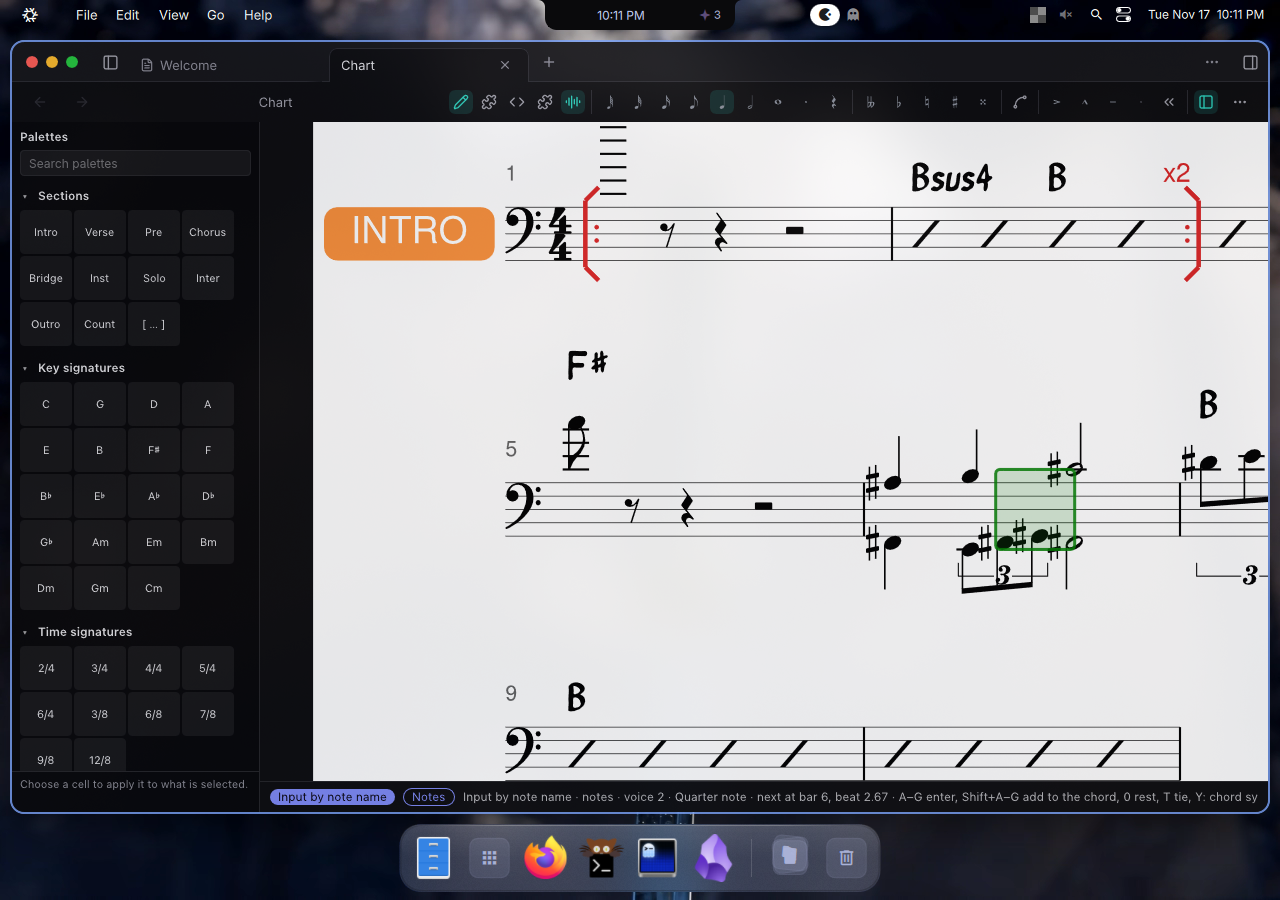 File Edit View Go Help
10:11 PM
3
Tue Nov 17 10:11 PM
Welcome
Chart
Chart
Palettes
Search palettes
Sections
Intro Verse Pre Chorus
Bridge Inst Solo Inter
Outro Count [ ... ]
Key signatures
C G D A
E B F♯ F
B♭ E♭ A♭ D♭
G♭ Am Em Bm
Dm Gm Cm
Time signatures
2/4 3/4 4/4 5/4
6/4 3/8 6/8 7/8
9/8 12/8
Choose a cell to apply it to what is selected.
1
Bsus4 B x2
INTRO
4
4
F#
B
5
3
3
9
B
Input by note name Notes Input by note name · notes · voice 2 · Quarter note · next at bar 6, beat 2.67 · A–G enter, Shift+A–G add to the chord, 0 rest, T tie, Y: chord sy